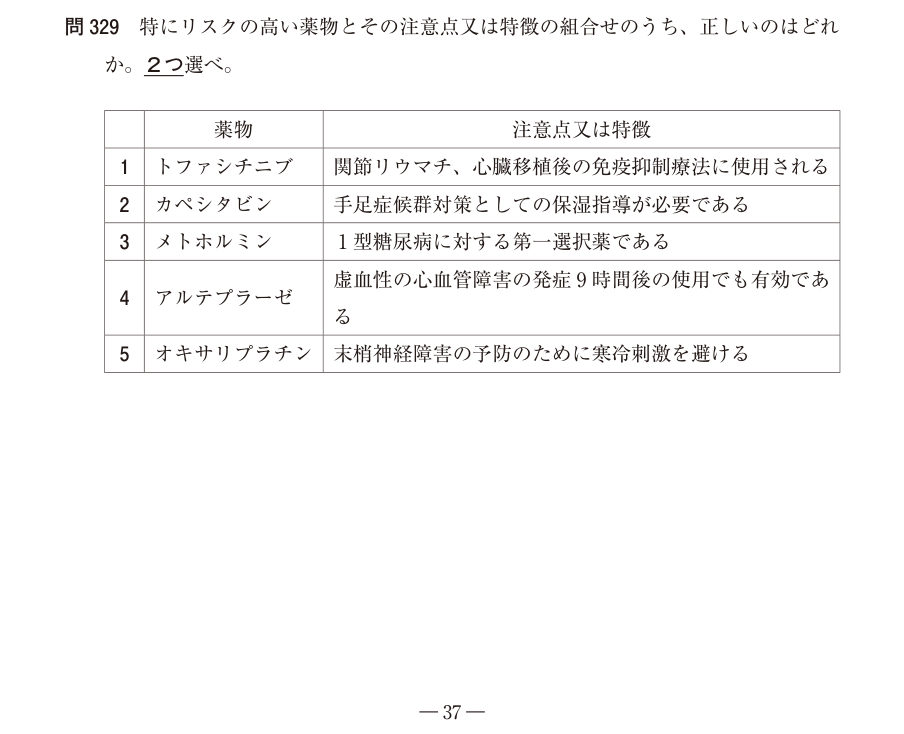 問 329　特にリスクの高い薬物とその注意点又は特徴の組合せのうち、正しいのはどれ
か。２つ選べ。
薬物　注意点又は特徴
1　トファシチニブ　関節リウマチ、心臓移植後の免疫抑制療法に使用される
2　カペシタビン　手足症候群対策としての保湿指導が必要である
3　メトホルミン　１型糖尿病に対する第一選択薬である
4　アルテプラーゼ　虚血性の心血管障害の発症９時間後の使用でも有効であ
る
5　オキサリプラチン　末梢神経障害の予防のために寒冷刺激を避ける
― 37 ―